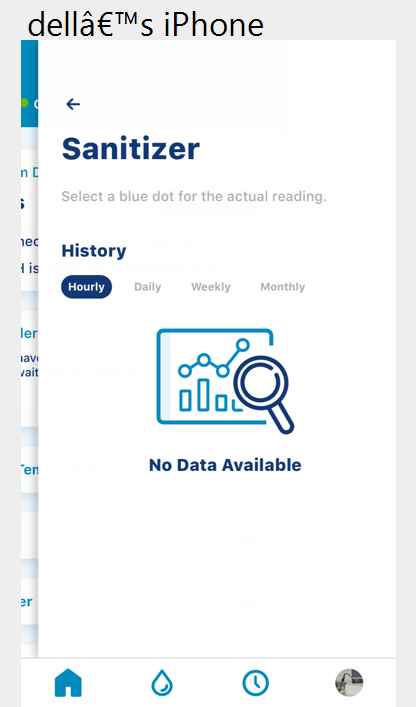 dellâ€™s iPhone
Sanitizer
Select a blue dot for the actual reading.
History
Hourly Daily Weekly Monthly
No Data Available